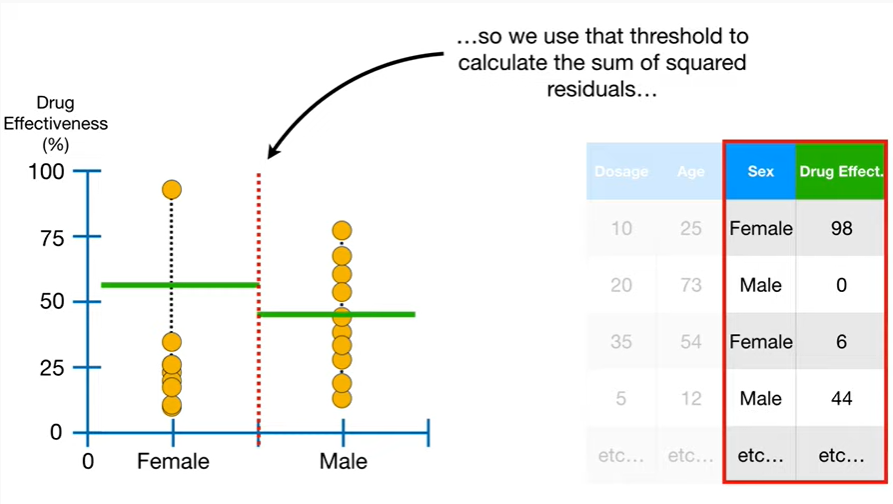 …so we use that threshold to
calculate the sum of squared
residuals…
Drug
Effectiveness
(%)
100
75
50
25
0
0
Female
Male
Dosage Age Sex Drug Effect.
10 25 Female 98
20 73 Male 0
35 54 Female 6
5 12 Male 44
etc… etc… etc… etc…